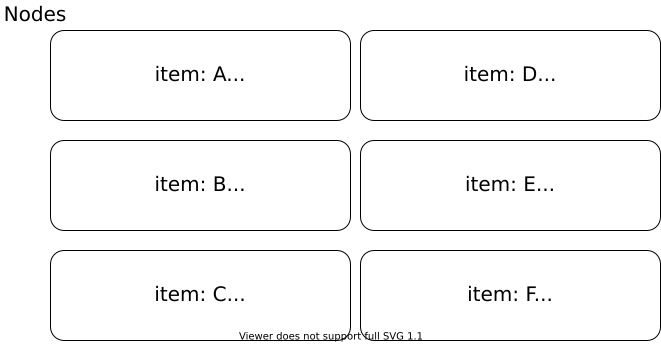 Nodes
item: A...
item: D...
item: B...
item: E...
item: C...
item: F...
Viewer does not support full SVG 1.1